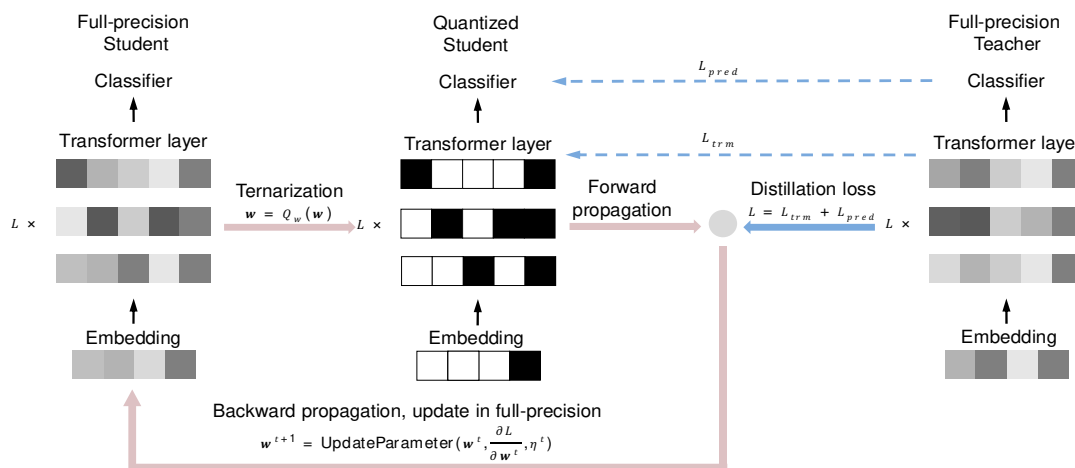 Full-precision
Student
Classifier
Transformer layer
L ×
Embedding
Ternarization
w = Q_w(w)
Quantized
Student
Classifier
Transformer layer
L ×
Embedding
Forward
propagation
L_pred
L_trm
Distillation loss
L = L_trm + L_pred
Full-precision
Teacher
Classifier
Transformer laye
L ×
Embedding
Backward propagation, update in full-precision
w^{t+1} = UpdateParameter(w^t, ∂L/∂w^t, η^t)